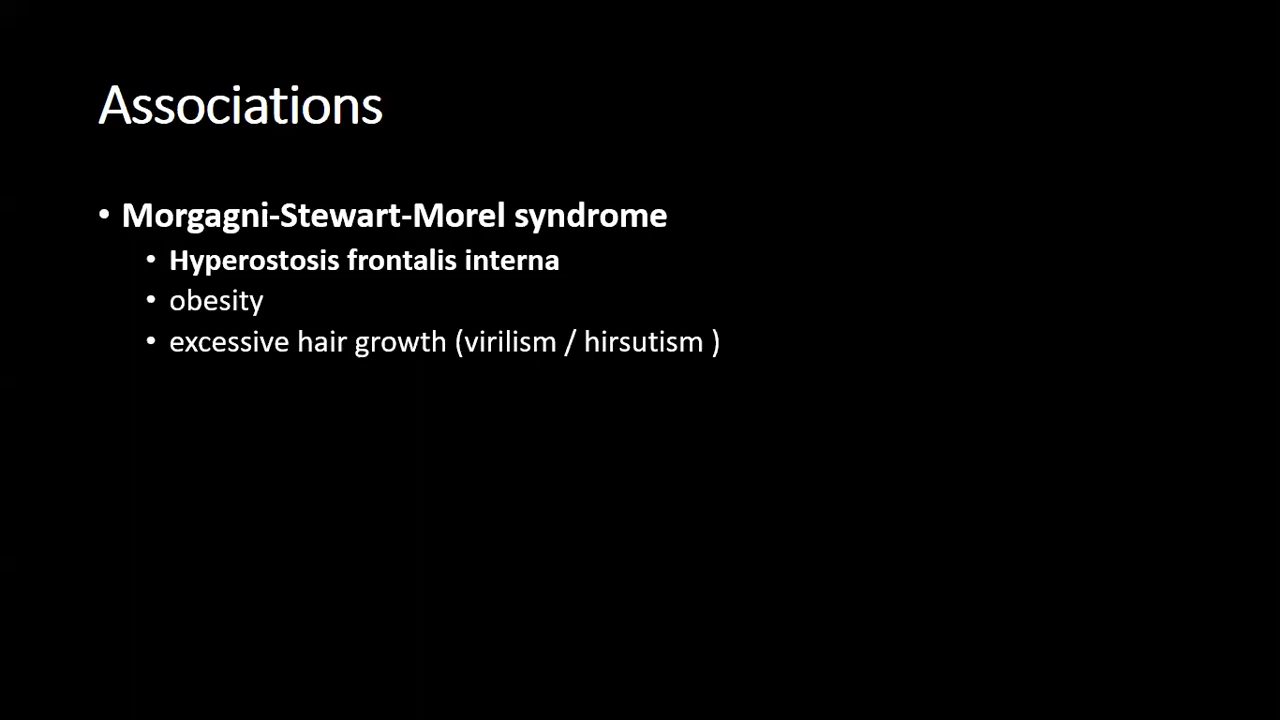 Associations
• Morgagni-Stewart-Morel syndrome
• Hyperostosis frontalis interna
• obesity
• excessive hair growth (virilism / hirsutism )